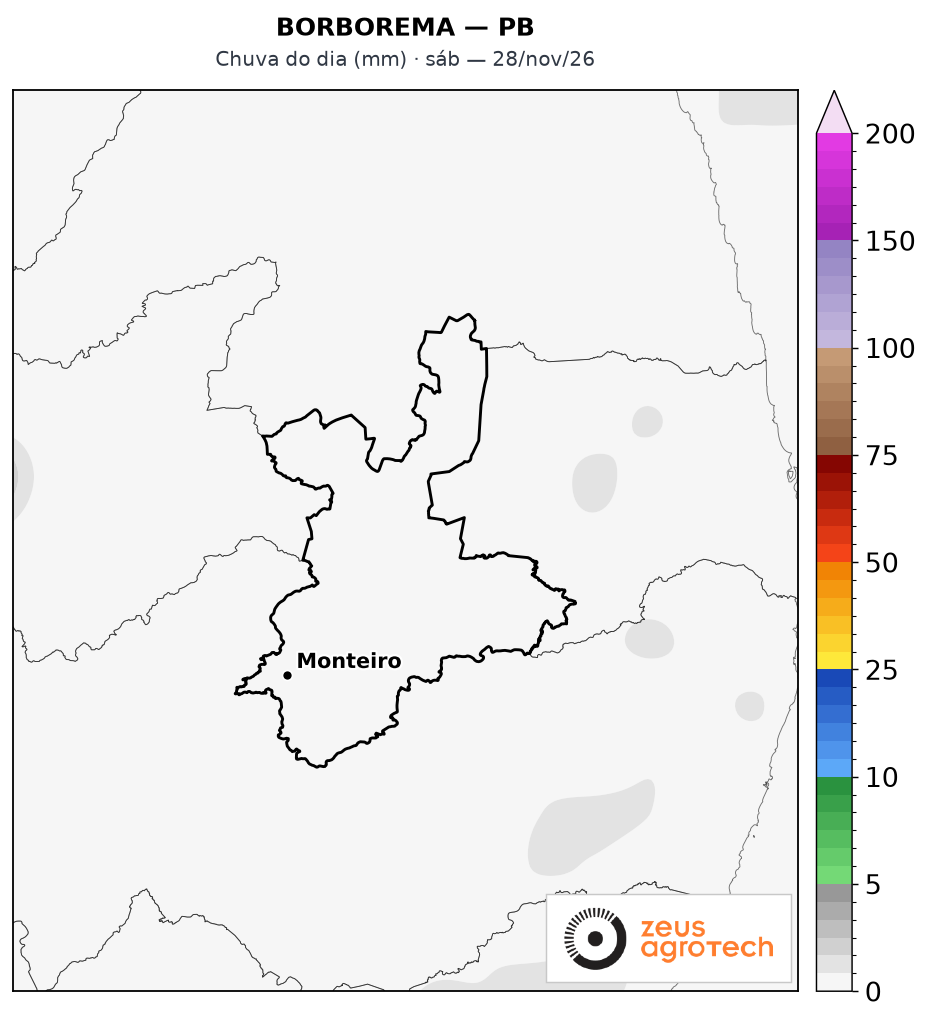 BORBOREMA — PB
Chuva do dia (mm) · sáb — 28/nov/26
200
150
100
75
50
25
10
5
0
Monteiro
zeus
agrotech